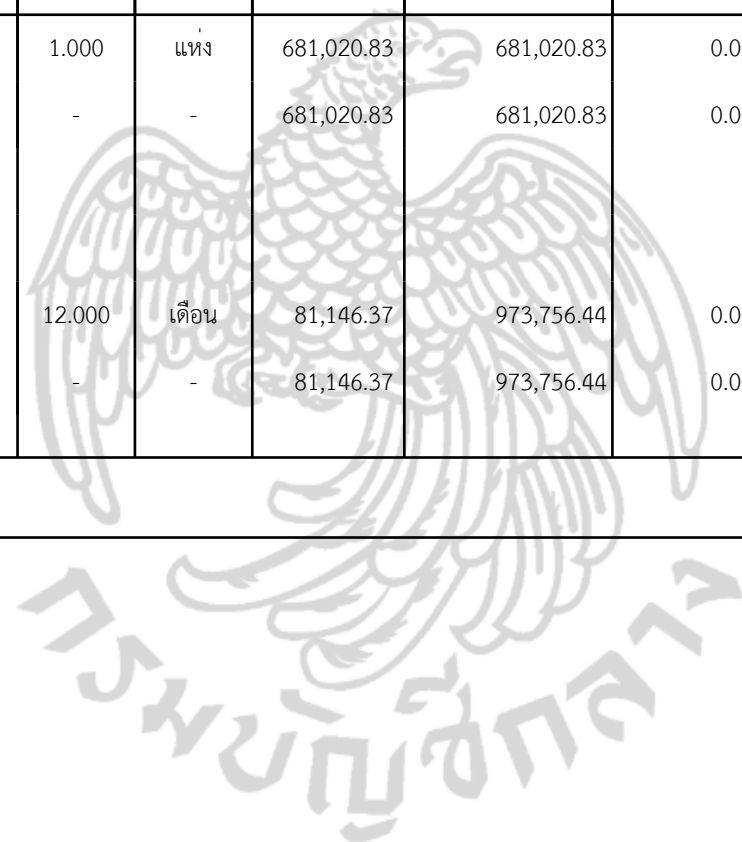 1.000 แห่ง 681,020.83 681,020.83 0.0
- - 681,020.83 681,020.83 0.0
12.000 เดือน 81,146.37 973,756.44 0.0
- - 81,146.37 973,756.44 0.0
กรมบัญชีกลาง